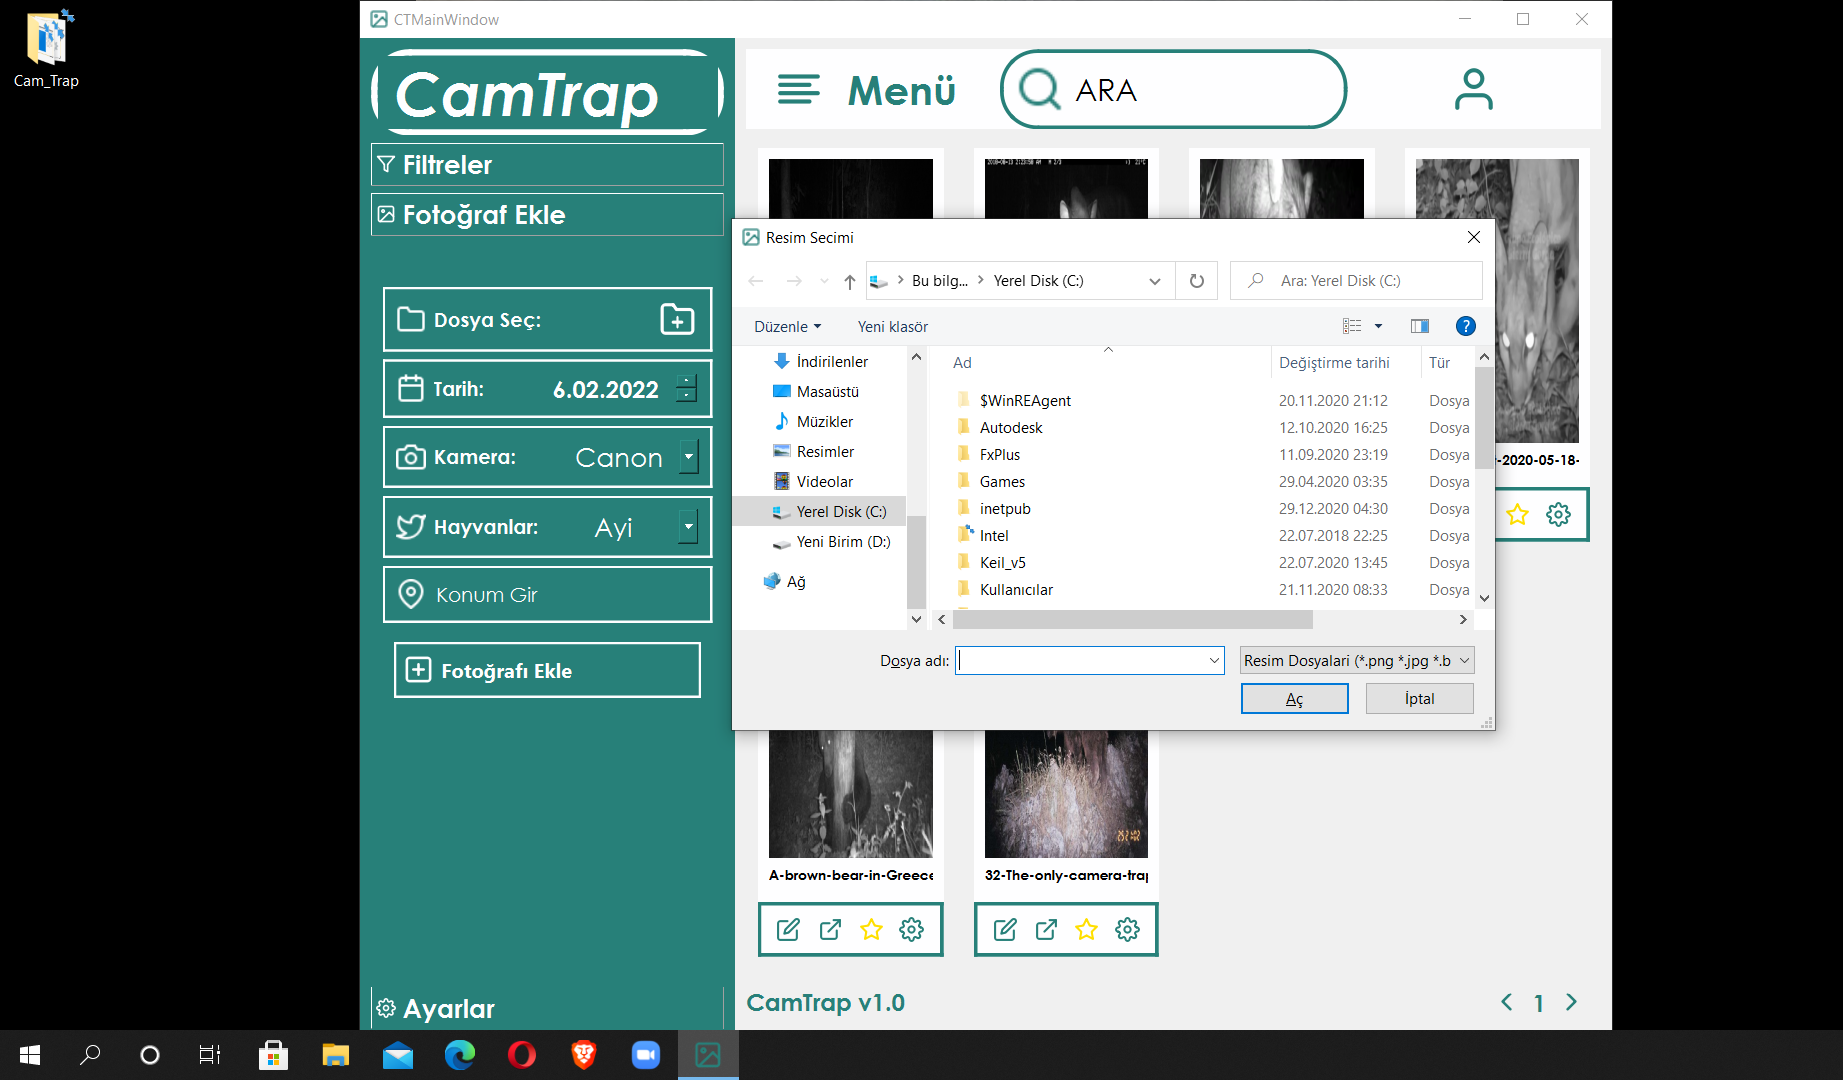 Cam_Trap
CTMainWindow
CamTrap
Filtreler
Fotoğraf Ekle
Dosya Seç:
Tarih: 6.02.2022
Kamera: Canon
Hayvanlar: Ayi
Konum Gir
Fotoğrafı Ekle
Ayarlar
Menü
ARA
Resim Secimi
Bu bilg... Yerel Disk (C:)
Ara: Yerel Disk (C:)
Düzenle Yeni klasör
İndirilenler
Masaüstü
Müzikler
Resimler
Videolar
Yerel Disk (C:)
Yeni Birim (D:)
Ağ
Ad Değiştirme tarihi Tür
$WinREAgent 20.11.2020 21:12 Dosya
Autodesk 12.10.2020 16:25 Dosya
FxPlus 11.09.2020 23:19 Dosya
Games 29.04.2020 03:35 Dosya
inetpub 29.12.2020 04:30 Dosya
Intel 22.07.2018 22:25 Dosya
Keil_v5 22.07.2020 13:45 Dosya
Kullanıcılar 21.11.2020 08:33 Dosya
Dosya adı:
Resim Dosyalari (*.png *.jpg *.b
Aç İptal
-2020-05-18-
A-brown-bear-in-Greece
32-The-only-camera-trap
CamTrap v1.0
1